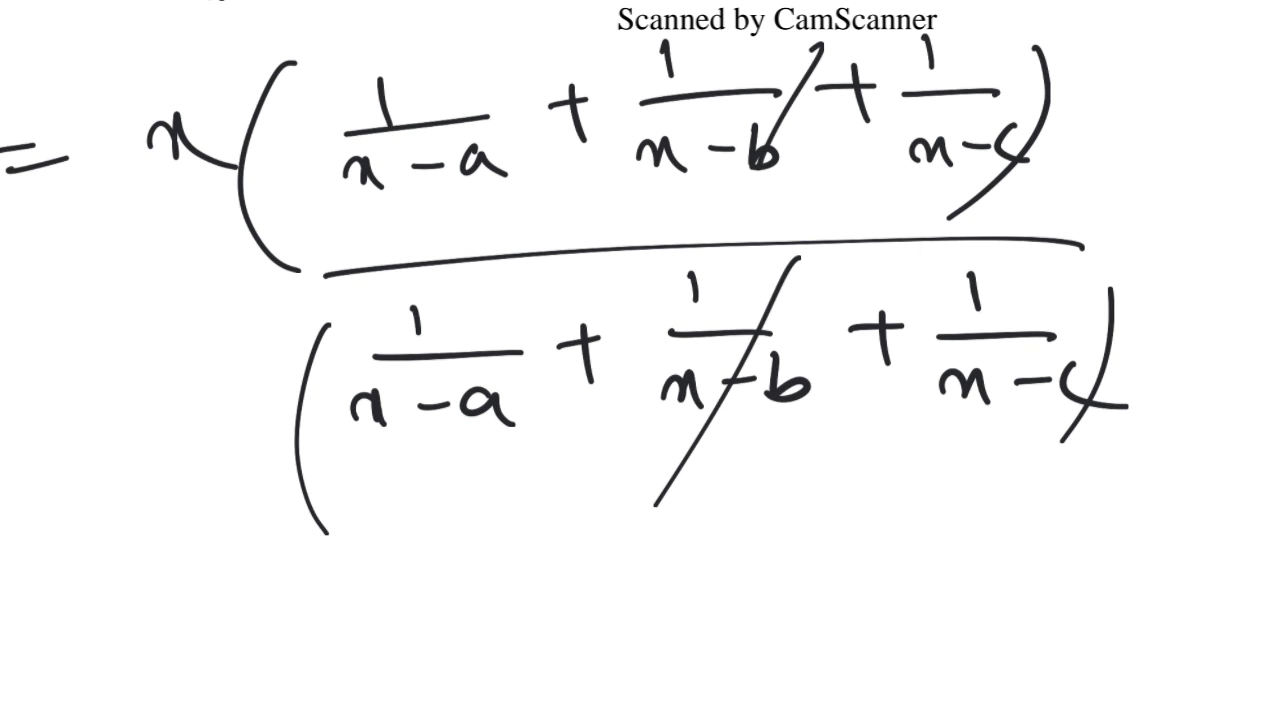 Scanned by CamScanner
= x( 1/(x-a) + 1/(x-b) + 1/(x-c) )
( 1/(x-a) + 1/(x-b) + 1/(x-c) )